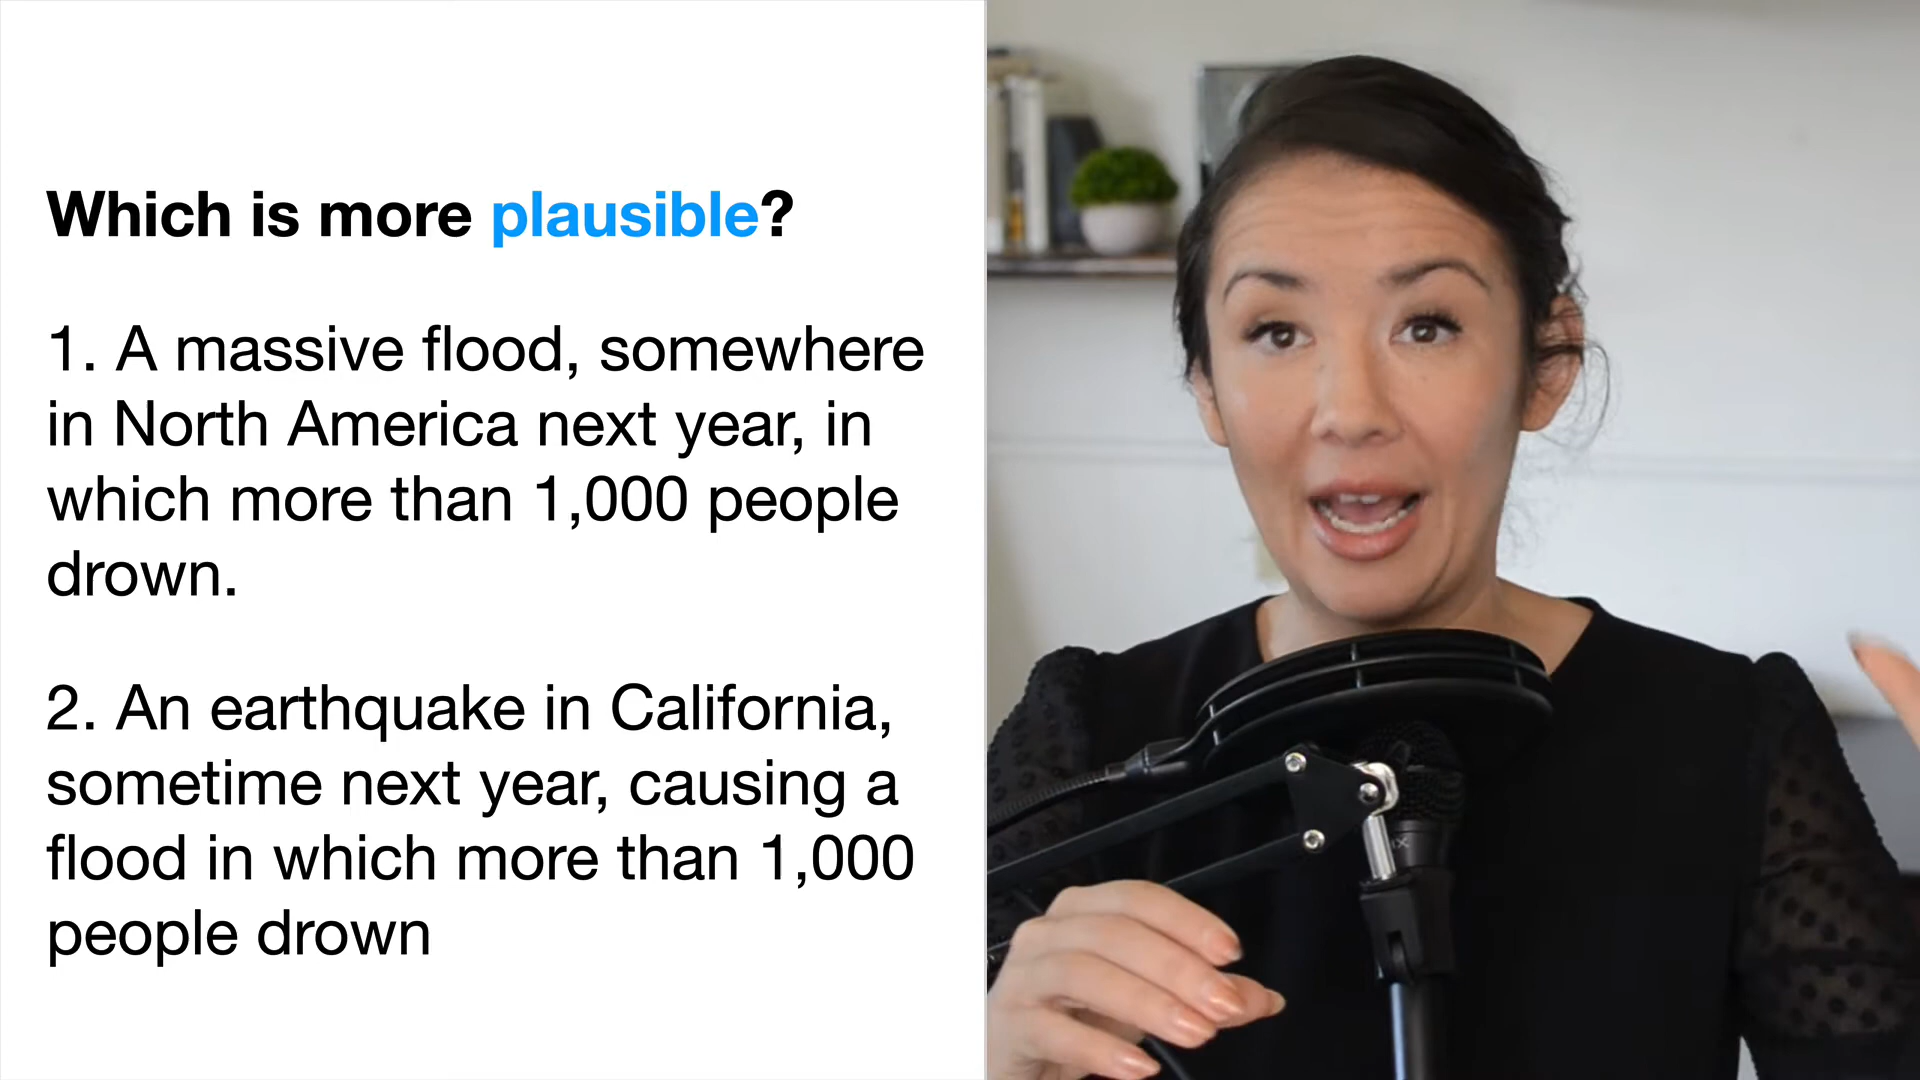 Which is more plausible?
1. A massive flood, somewhere
in North America next year, in
which more than 1,000 people
drown.
2. An earthquake in California,
sometime next year, causing a
flood in which more than 1,000
people drown